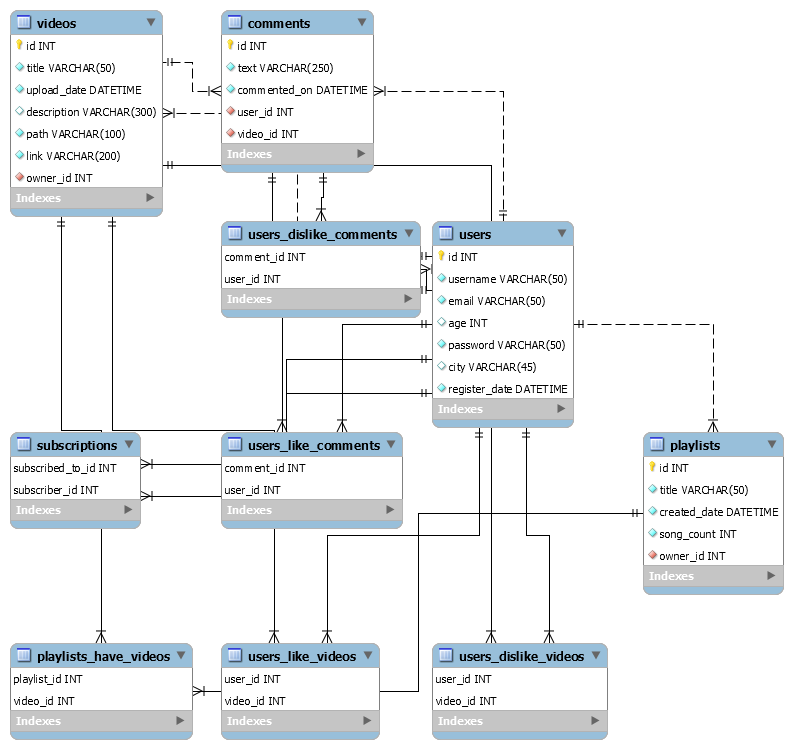 videos
id INT
title VARCHAR(50)
upload_date DATETIME
description VARCHAR(300)
path VARCHAR(100)
link VARCHAR(200)
owner_id INT
Indexes
comments
id INT
text VARCHAR(250)
commented_on DATETIME
user_id INT
video_id INT
Indexes
users_dislike_comments
comment_id INT
user_id INT
Indexes
users
id INT
username VARCHAR(50)
email VARCHAR(50)
age INT
password VARCHAR(50)
city VARCHAR(45)
register_date DATETIME
Indexes
subscriptions
subscribed_to_id INT
subscriber_id INT
Indexes
users_like_comments
comment_id INT
user_id INT
Indexes
playlists
id INT
title VARCHAR(50)
created_date DATETIME
song_count INT
owner_id INT
Indexes
playlists_have_videos
playlist_id INT
video_id INT
Indexes
users_like_videos
user_id INT
video_id INT
Indexes
users_dislike_videos
user_id INT
video_id INT
Indexes